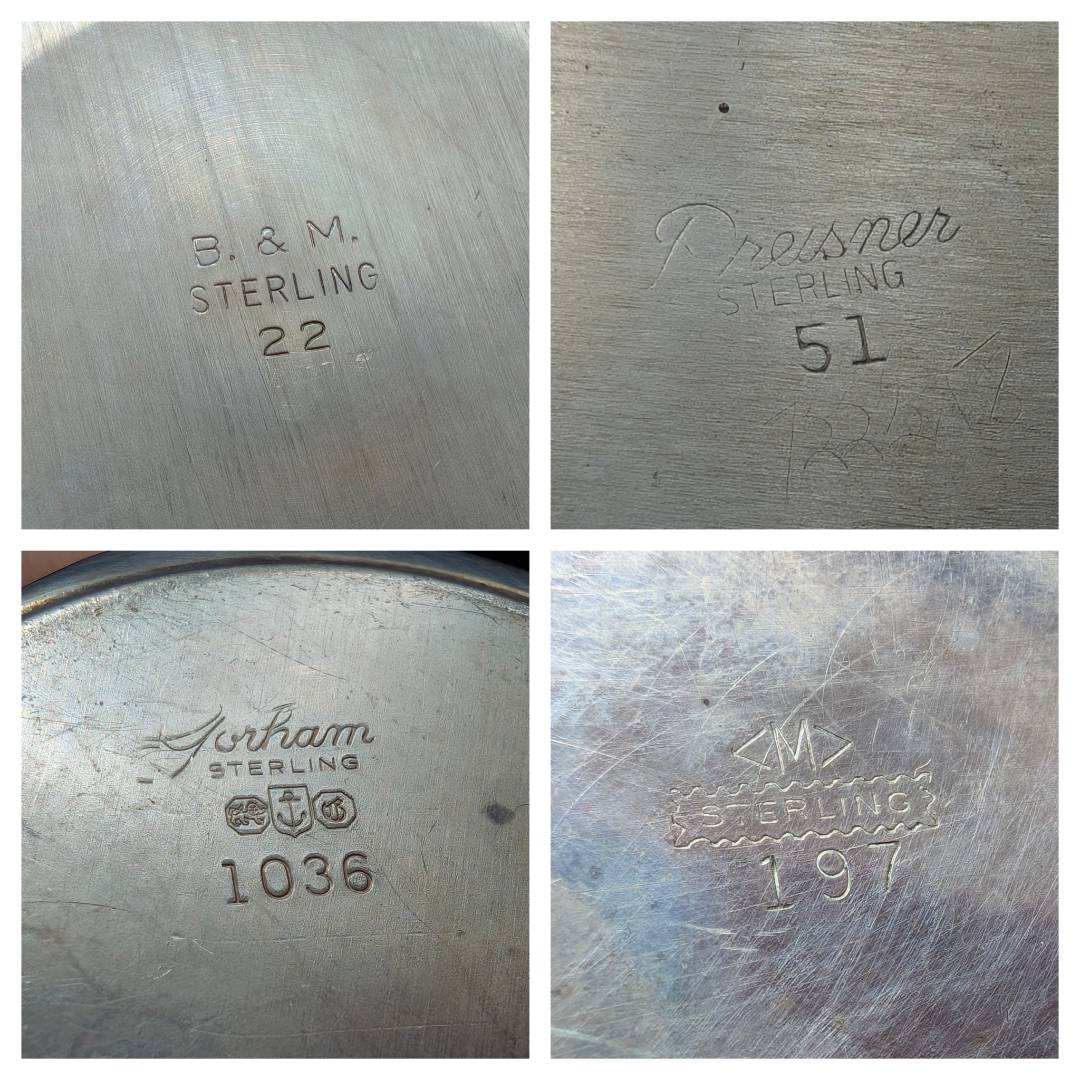 B. & M.
STERLING
22
Preisner
STERLING
51
Gorham
STERLING
1036
<M>
STERLING
197